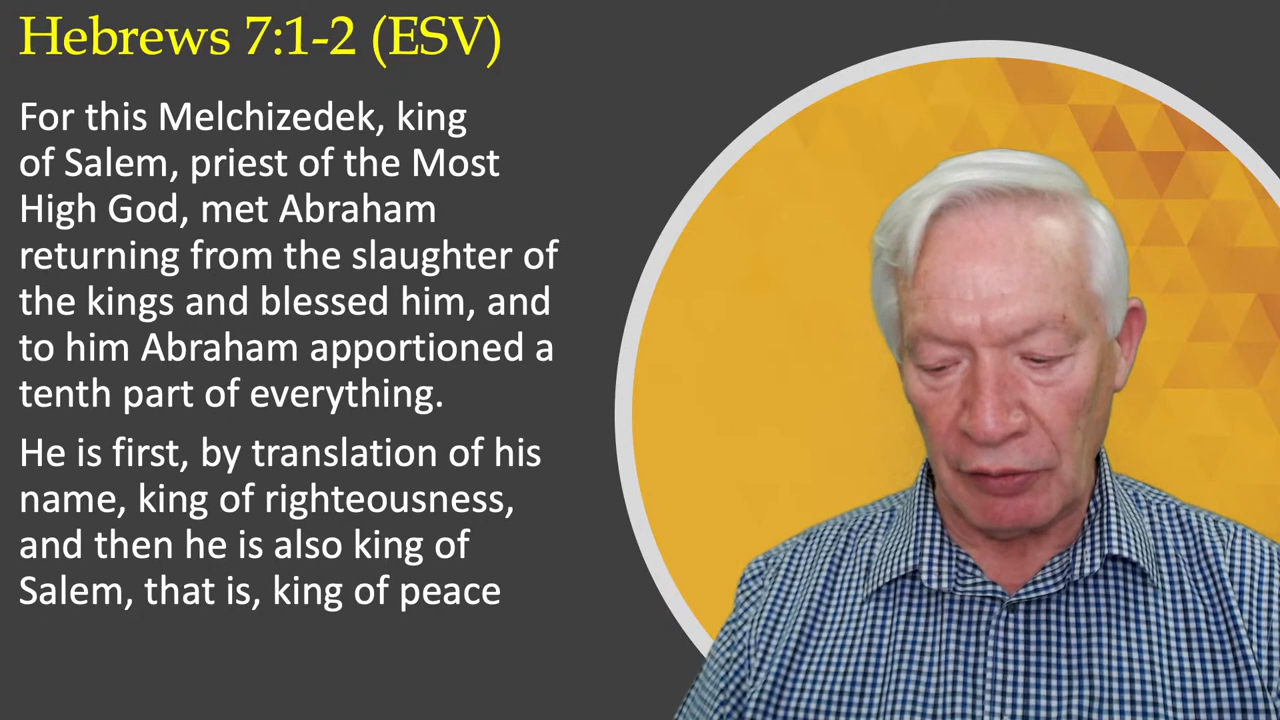 Hebrews 7:1-2 (ESV)
For this Melchizedek, king
of Salem, priest of the Most
High God, met Abraham
returning from the slaughter of
the kings and blessed him, and
to him Abraham apportioned a
tenth part of everything.
He is first, by translation of his
name, king of righteousness,
and then he is also king of
Salem, that is, king of peace